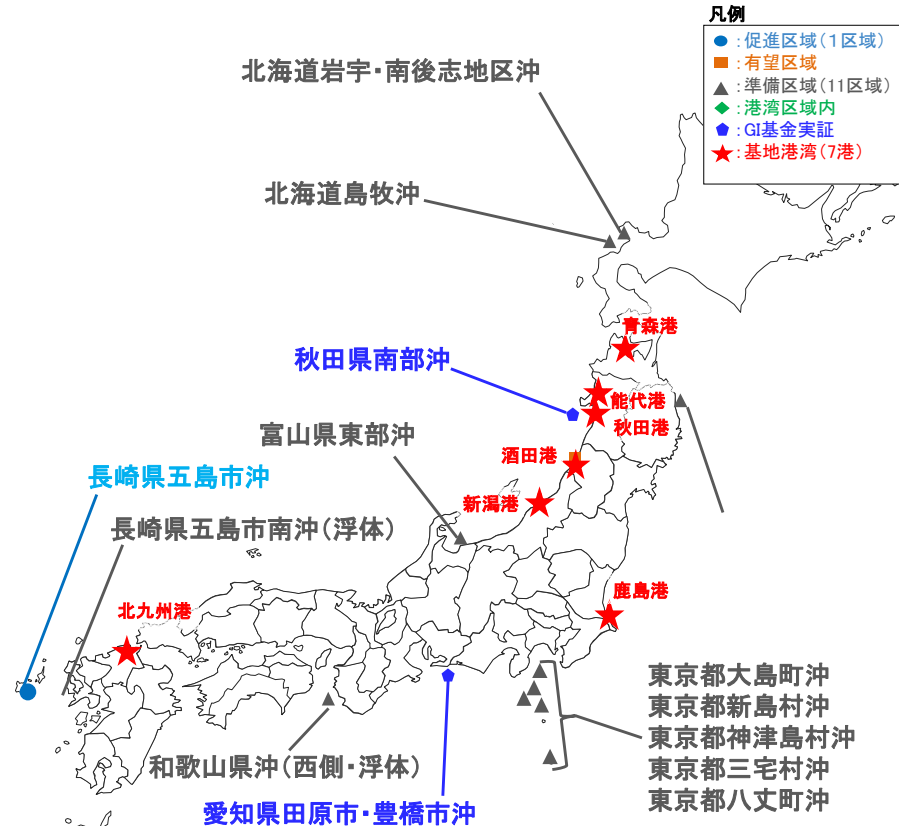 凡例
:促進区域(1区域)
:有望区域
:準備区域(11区域)
:港湾区域内
:GI基金実証
:基地港湾(7港)
北海道岩宇・南後志地区沖
北海道島牧沖
青森港
秋田県南部沖
能代港
秋田港
富山県東部沖
酒田港
長崎県五島市沖
新潟港
長崎県五島市南沖(浮体)
鹿島港
北九州港
東京都大島町沖
東京都新島村沖
東京都神津島村沖
東京都三宅村沖
東京都八丈町沖
和歌山県沖(西側・浮体)
愛知県田原市・豊橋市沖